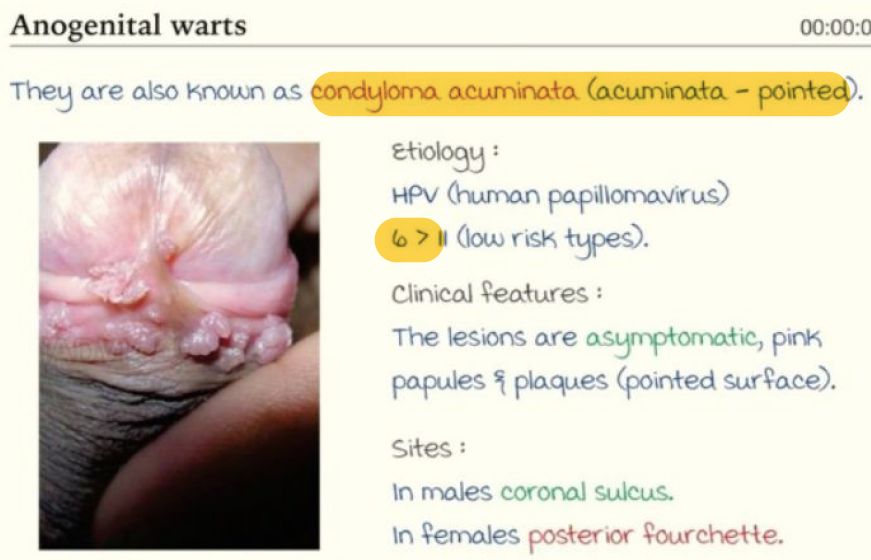 Anogenital warts
00:00:0
They are also known as condyloma acuminata (acuminata - pointed).
Etiology :
HPV (human papillomavirus)
6 > 11 (low risk types).
Clinical features :
The lesions are asymptomatic, pink
papules & plaques (pointed surface).
Sites :
In males coronal sulcus.
In females posterior fourchette.